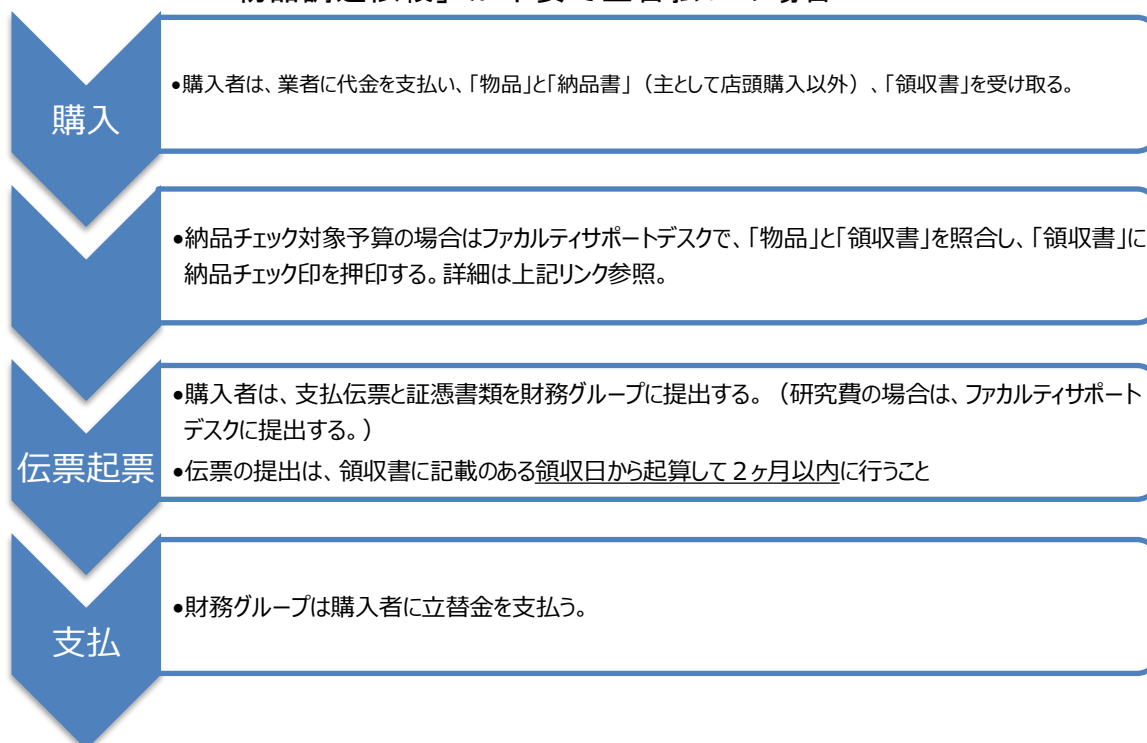 購入
•購入者は、業者に代金を支払い、「物品」と「納品書」（主として店頭購入以外）、「領収書」を受け取る。
•納品チェック対象予算の場合はファカルティサポートデスクで、「物品」と「領収書」を照合し、「領収書」に
納品チェック印を押印する。詳細は上記リンク参照。
伝票起票
•購入者は、支払伝票と証憑書類を財務グループに提出する。（研究費の場合は、ファカルティサポート
デスクに提出する。）
•伝票の提出は、領収書に記載のある領収日から起算して２ヶ月以内に行うこと
支払
•財務グループは購入者に立替金を支払う。